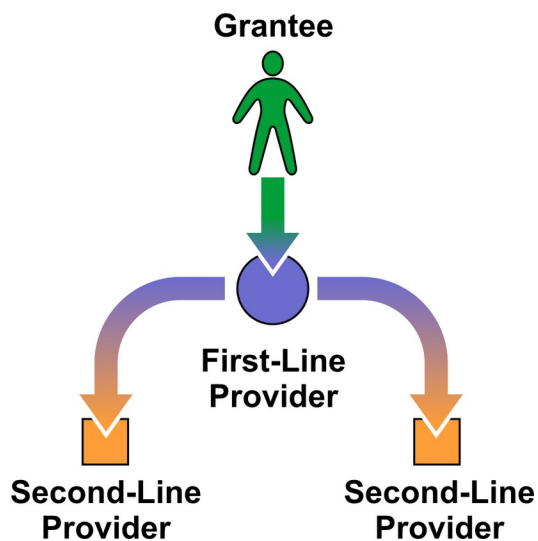 Grantee
First-Line
Provider
Second-Line
Provider
Second-Line
Provider